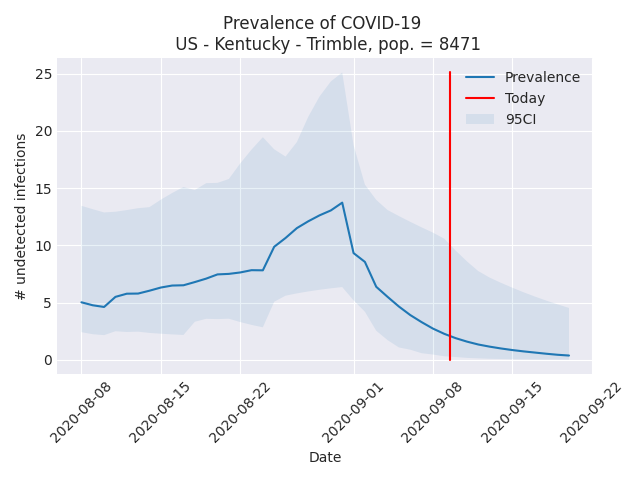 Prevalence of COVID-19
US - Kentucky - Trimble, pop. = 8471
25
20
15
10
5
0
# undetected infections
Prevalence
Today
95CI
2020-08-08
2020-08-15
2020-08-22
2020-09-01
2020-09-08
2020-09-15
2020-09-22
Date